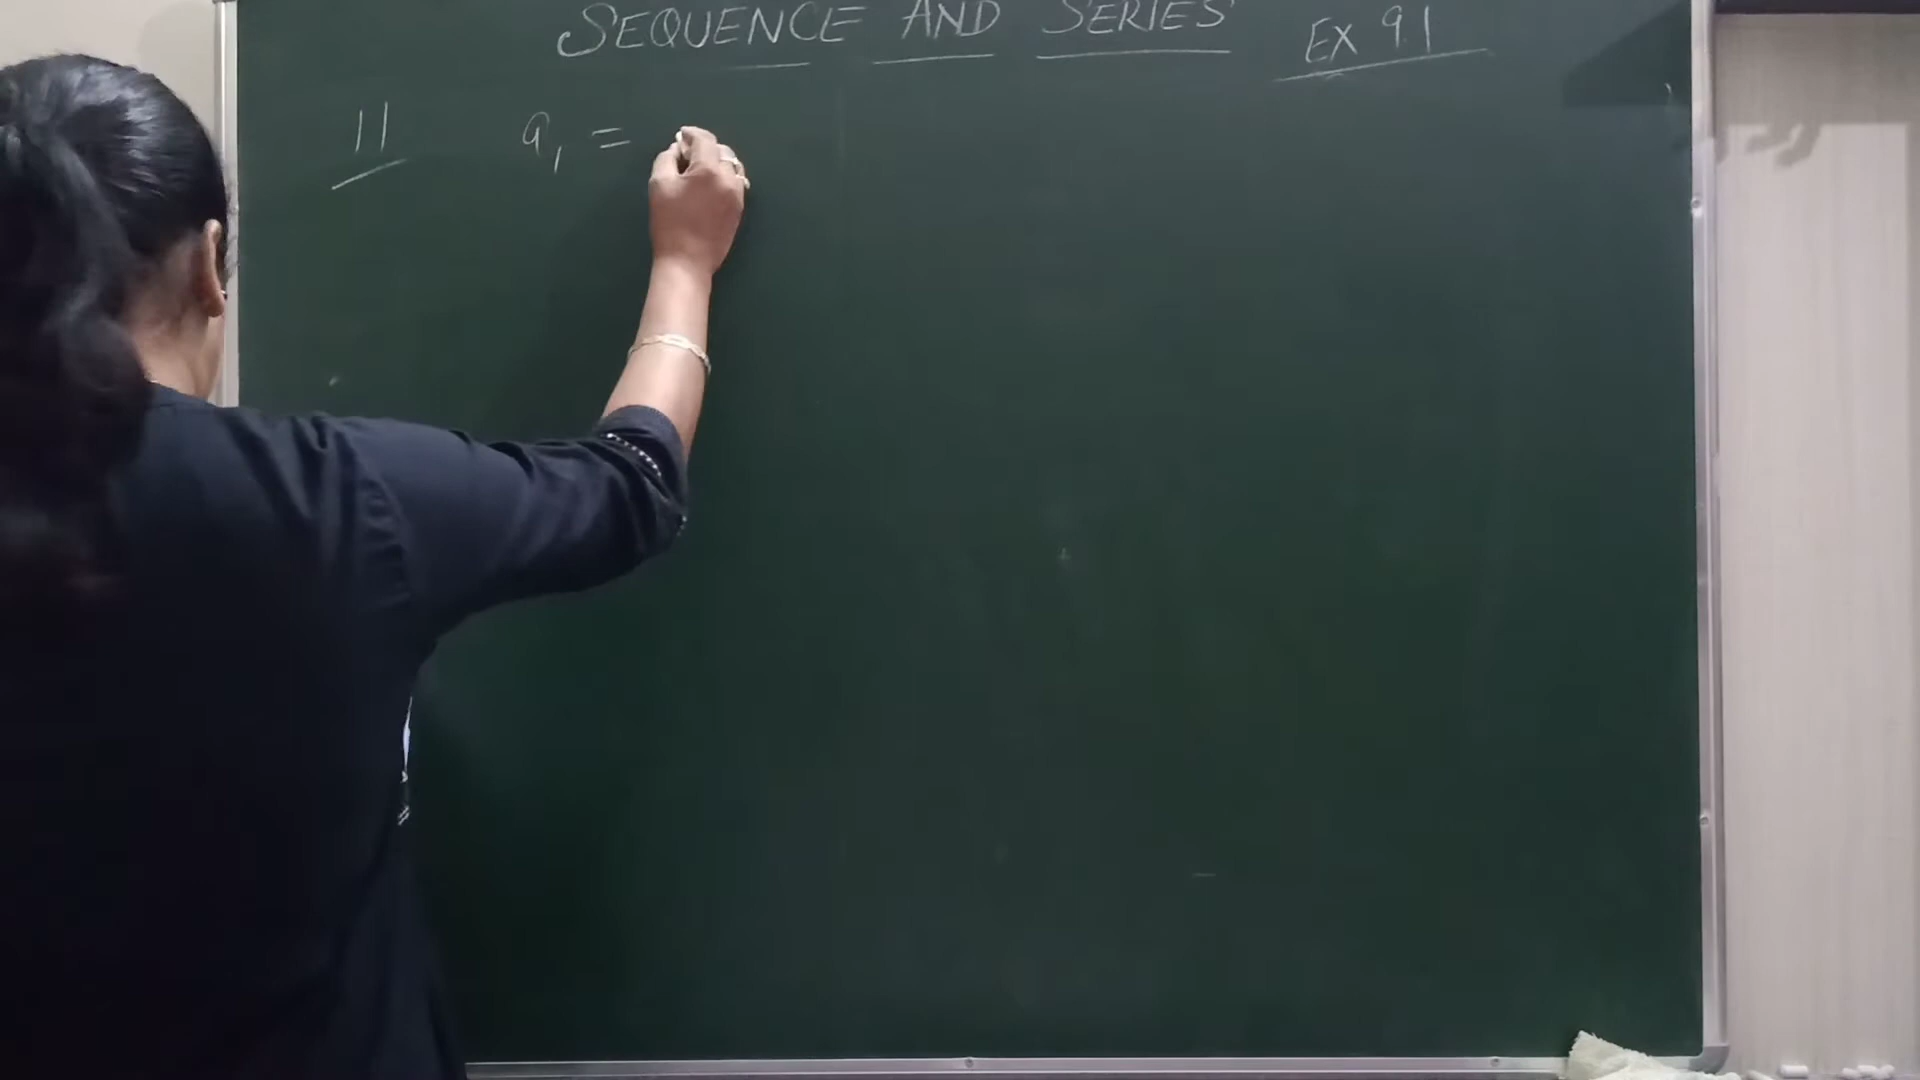 SEQUENCE AND SERIES Ex 9.1
11 a₁ =